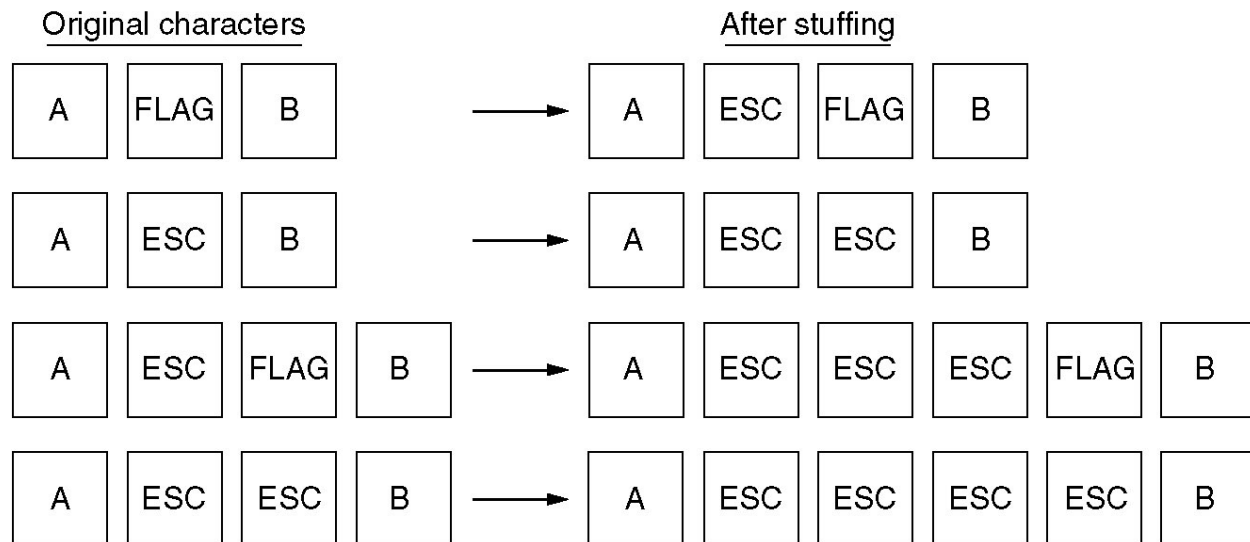 Original characters After stuffing
A FLAG B A ESC FLAG B
A ESC B A ESC ESC B
A ESC FLAG B A ESC ESC ESC FLAG B
A ESC ESC B A ESC ESC ESC ESC B